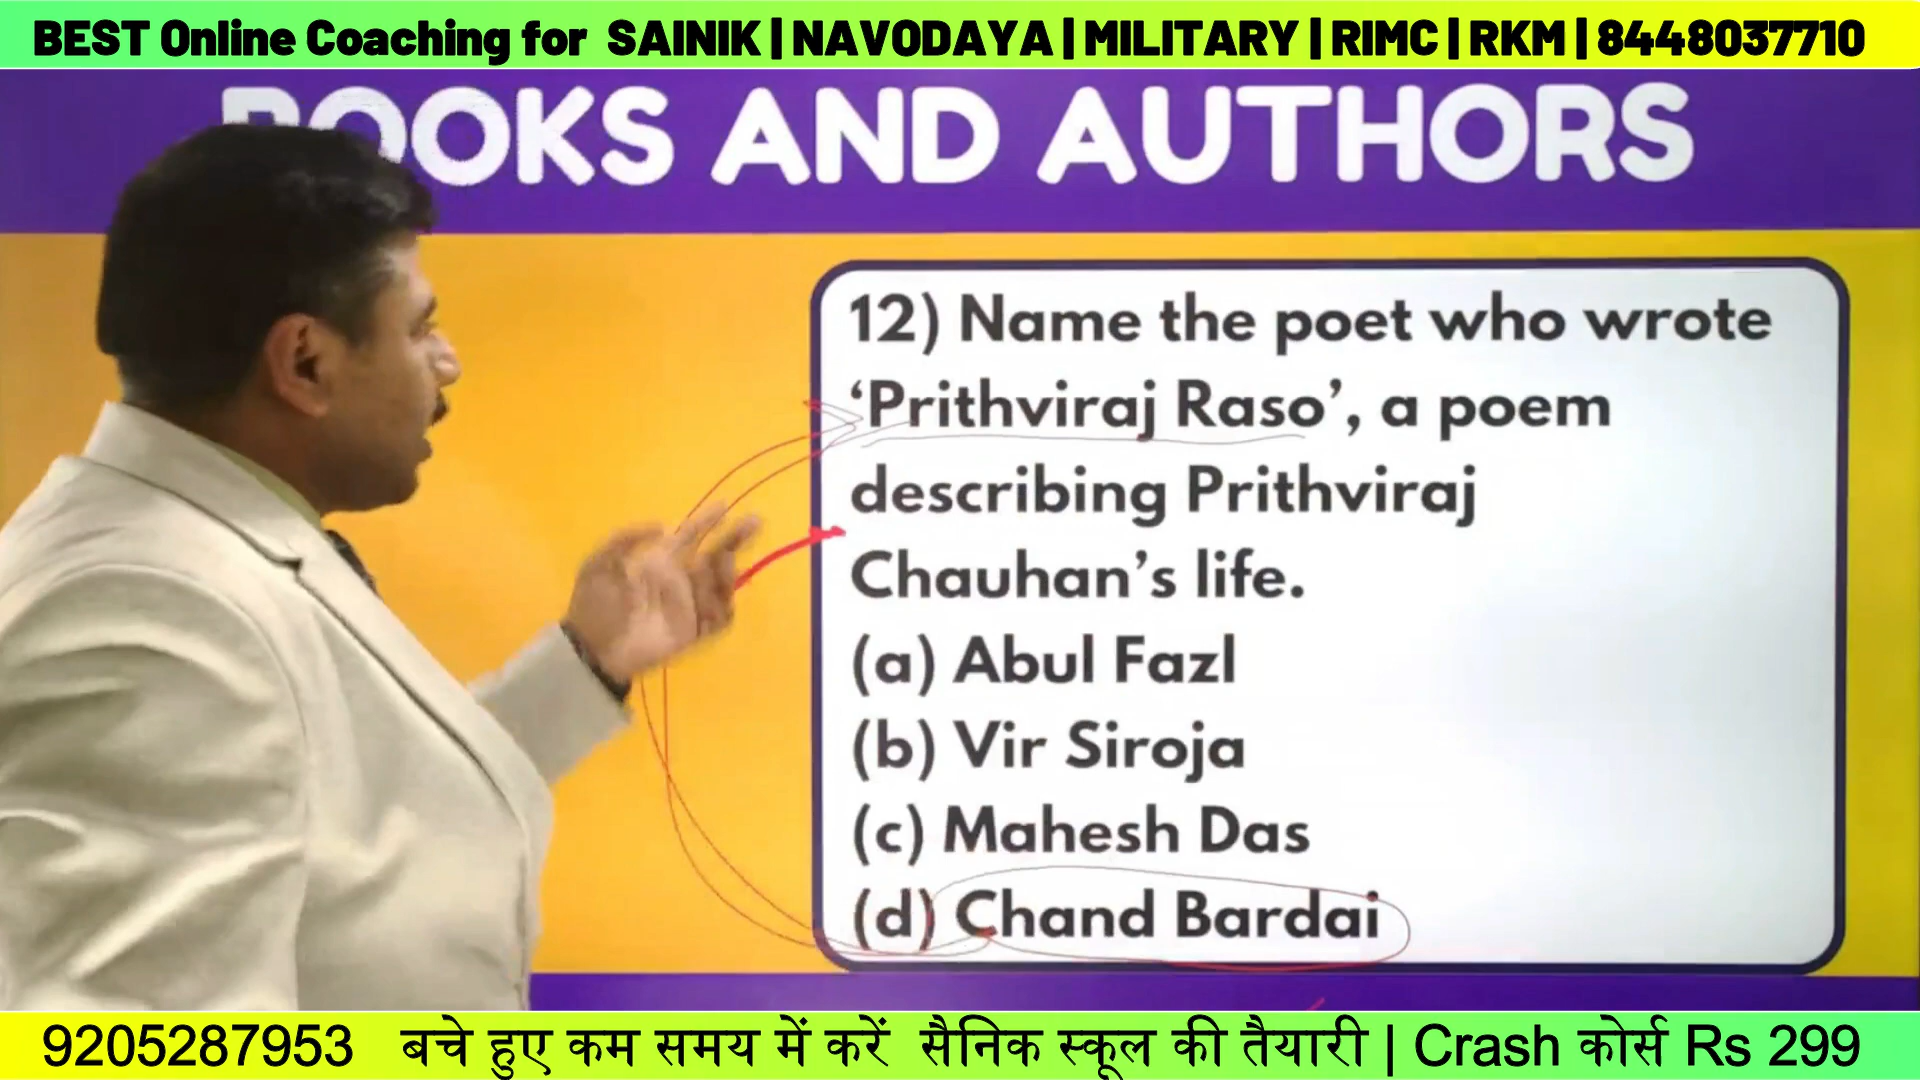 BEST Online Coaching for SAINIK | NAVODAYA | MILITARY | RIMC | RKM | 8448037710
BOOKS AND AUTHORS
12) Name the poet who wrote
‘Prithviraj Raso’, a poem
describing Prithviraj
Chauhan’s life.
(a) Abul Fazl
(b) Vir Siroja
(c) Mahesh Das
(d) Chand Bardai
9205287953 बचे हुए कम समय में करें सैनिक स्कूल की तैयारी | Crash कोर्स Rs 299